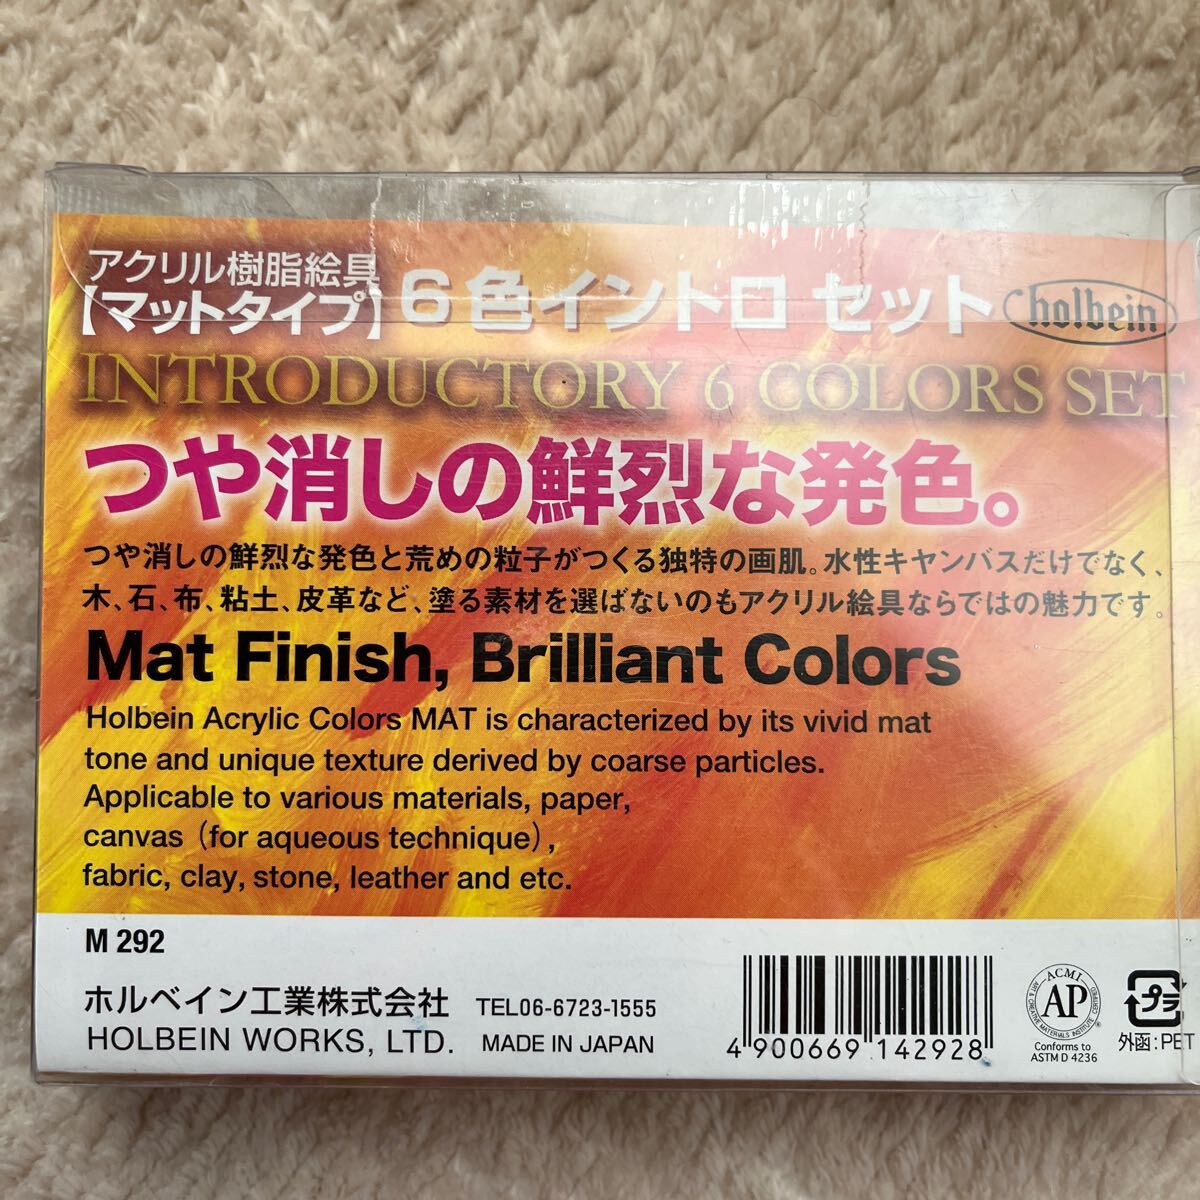 アクリル樹脂絵具
【マットタイプ】6色イントロ セット holbein
INTRODUCTORY 6 COLORS SET
つや消しの鮮烈な発色。
つや消しの鮮烈な発色と荒めの粒子がつくる独特の画肌。水性キャンバスだけでなく、
木、石、布、粘土、皮革など、塗る素材を選ばないのもアクリル絵具ならではの魅力です。
Mat Finish, Brilliant Colors
Holbein Acrylic Colors MAT is characterized by its vivid mat
tone and unique texture derived by coarse particles.
Applicable to various materials, paper,
canvas (for aqueous technique),
fabric, clay, stone, leather and etc.
M 292
ホルベイン工業株式会社 TEL06-6723-1555
HOLBEIN WORKS, LTD. MADE IN JAPAN
4 900669 142928
ACMI
AP
ART & CREATIVE MATERIALS INSTITUTE CERTIFIED
Conforms to
ASTM D 4236
プラ
外函:PET